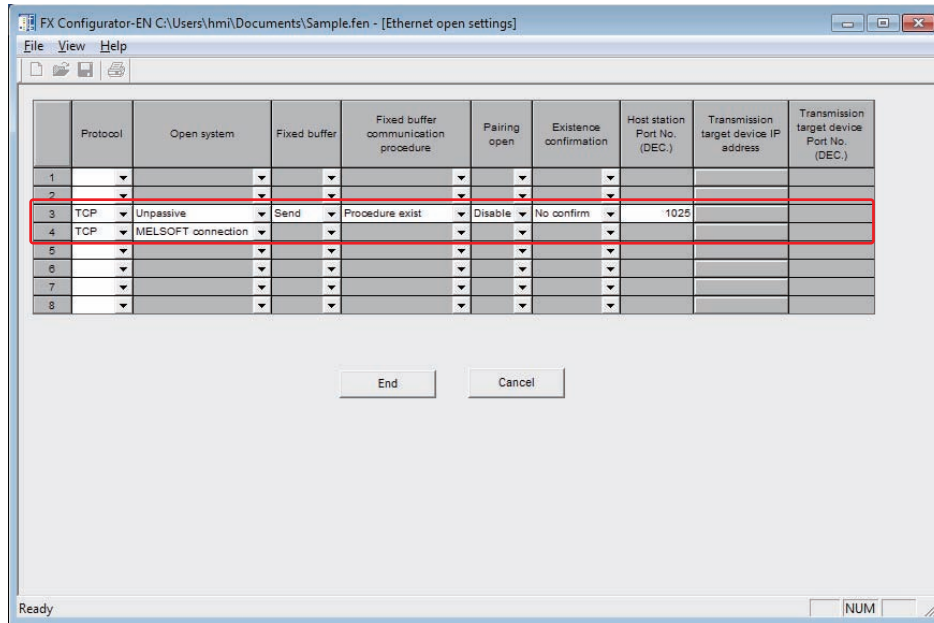 FX Configurator-EN C:\Users\hmi\Documents\Sample.fen - [Ethernet open settings]
File View Help
Protocol Open system Fixed buffer Fixed buffer communication procedure Pairing open Existence confirmation Host station Port No. (DEC.) Transmission target device IP address Transmission target device Port No. (DEC.)
1
2
3 TCP Unpassive Send Procedure exist Disable No confirm 1025
4 TCP MELSOFT connection
5
6
7
8
End Cancel
Ready NUM